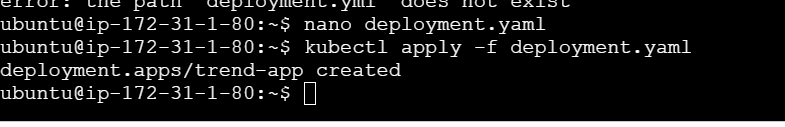 error: the path "deployment.yml" does not exist
ubuntu@ip-172-31-1-80:~$ nano deployment.yaml
ubuntu@ip-172-31-1-80:~$ kubectl apply -f deployment.yaml
deployment.apps/trend-app created
ubuntu@ip-172-31-1-80:~$